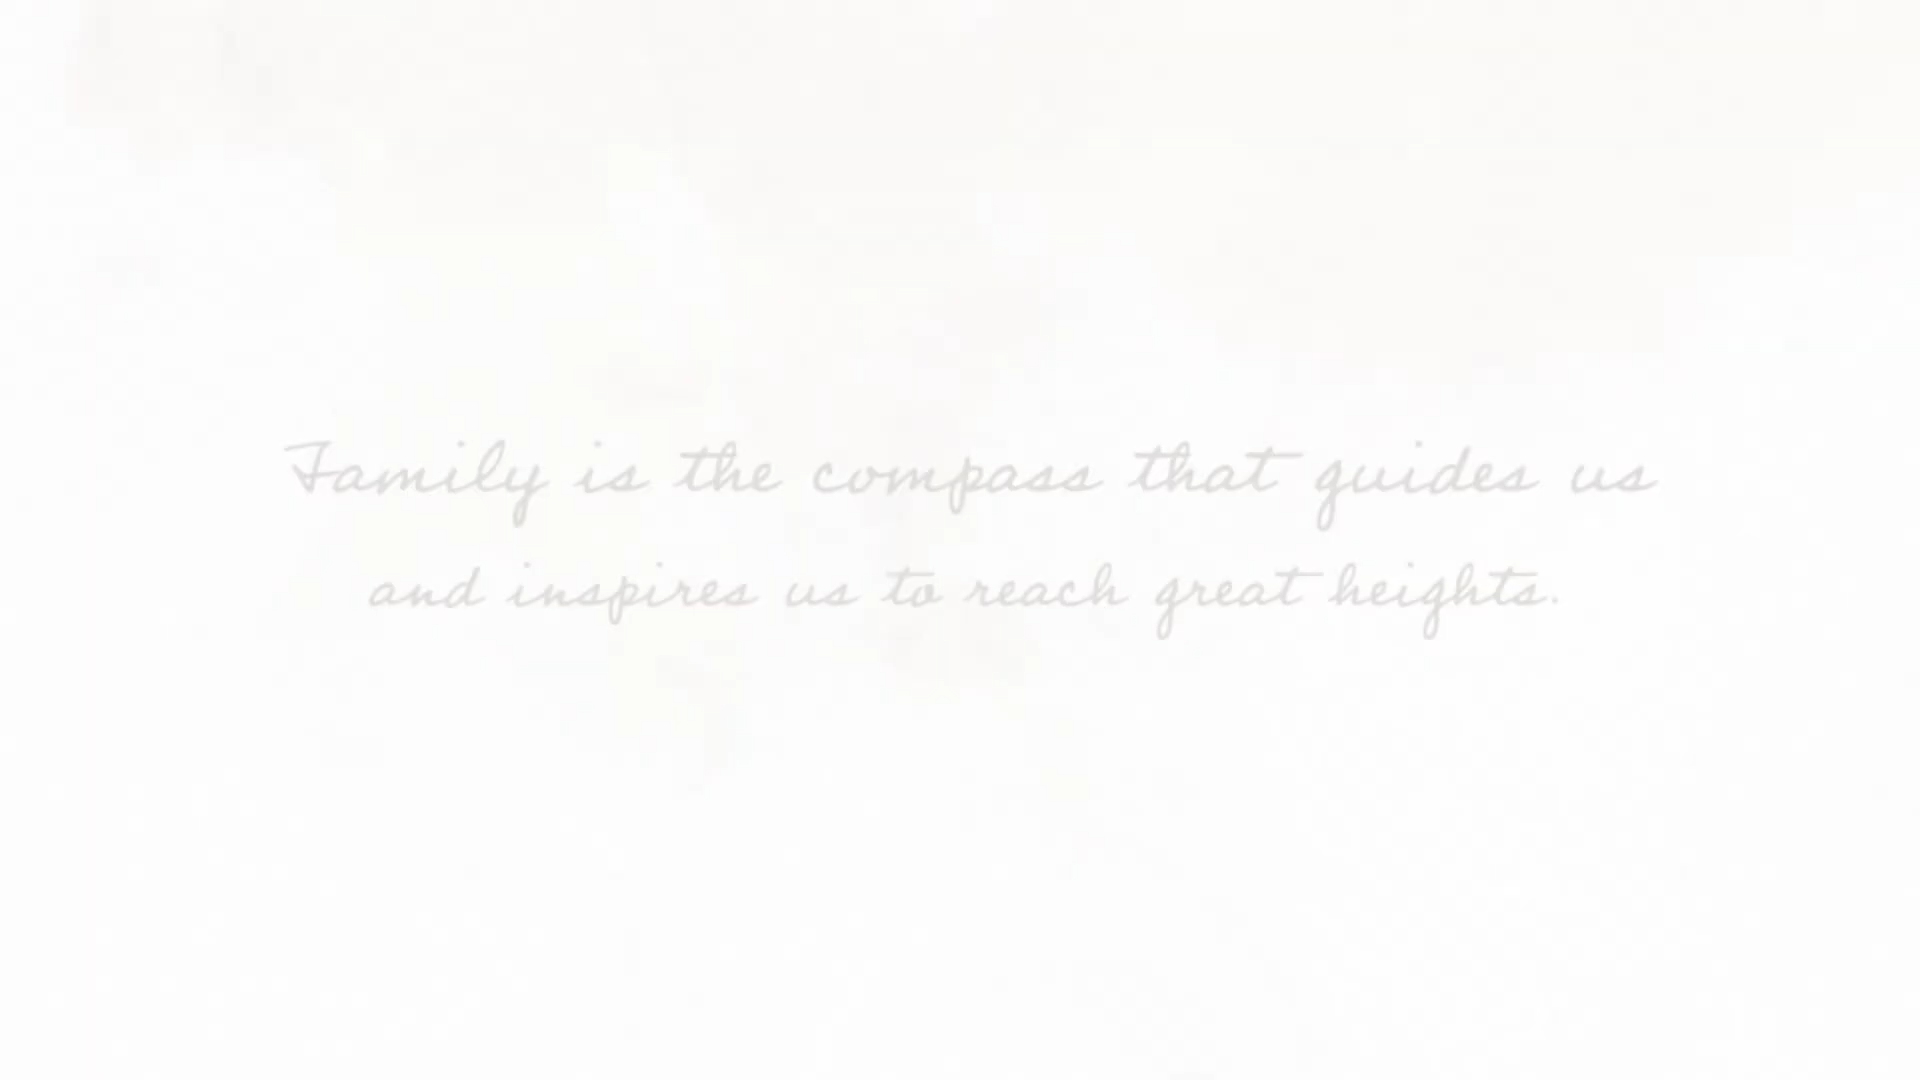 Family is the compass that guides us
and inspires us to reach great heights.